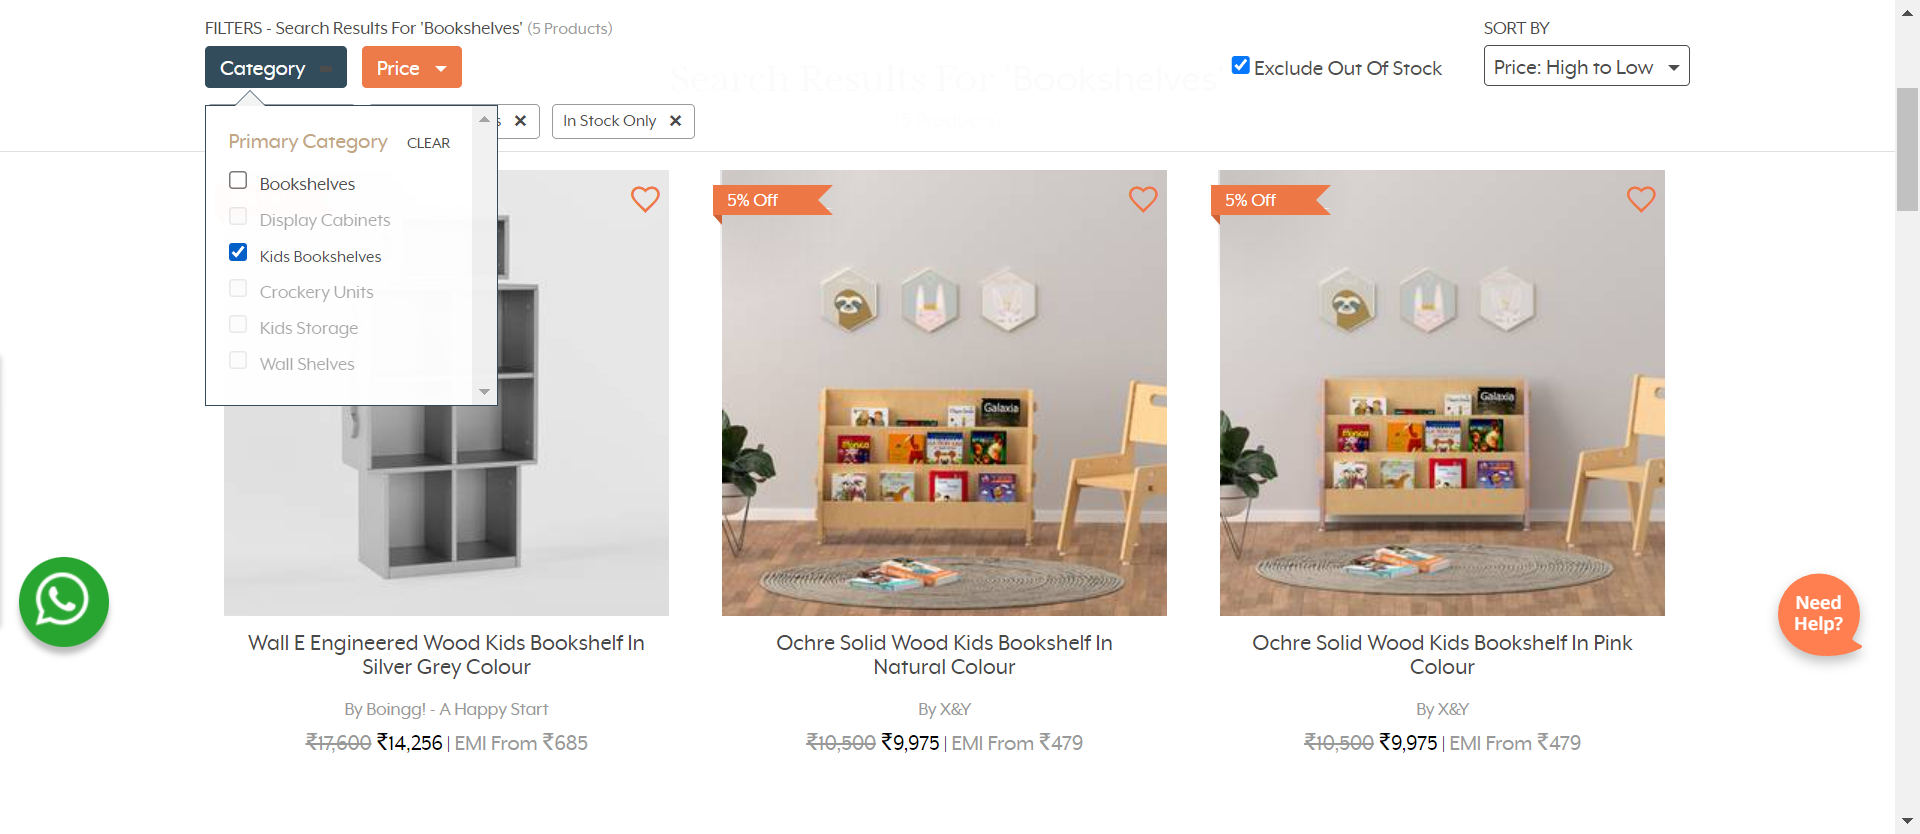 FILTERS - Search Results For 'Bookshelves' (5 Products)
SORT BY
Category
Price
Search Results For 'Bookshelves'
Exclude Out Of Stock
Price: High to Low
s ✕
In Stock Only ✕
Primary Category CLEAR
Bookshelves
Display Cabinets
Kids Bookshelves
Crockery Units
Kids Storage
Wall Shelves
5% Off
5% Off
Galaxia
Galaxia
Need
Help?
Wall E Engineered Wood Kids Bookshelf In
Silver Grey Colour
By Boingg! - A Happy Start
₹17,600 ₹14,256 | EMI From ₹685
Ochre Solid Wood Kids Bookshelf In
Natural Colour
By X&Y
₹10,500 ₹9,975 | EMI From ₹479
Ochre Solid Wood Kids Bookshelf In Pink
Colour
By X&Y
₹10,500 ₹9,975 | EMI From ₹479